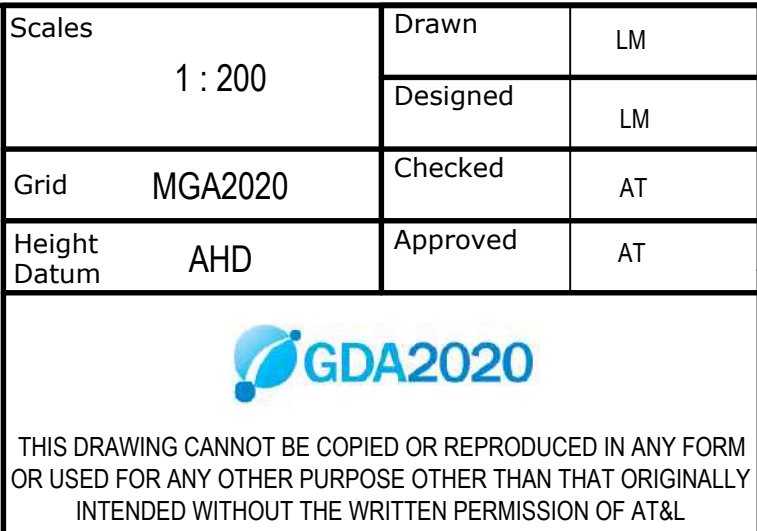 Scales
1 : 200
Drawn LM
Designed LM
Grid MGA2020
Checked AT
Height
Datum AHD
Approved AT
GDA2020
THIS DRAWING CANNOT BE COPIED OR REPRODUCED IN ANY FORM
OR USED FOR ANY OTHER PURPOSE OTHER THAN THAT ORIGINALLY
INTENDED WITHOUT THE WRITTEN PERMISSION OF AT&L